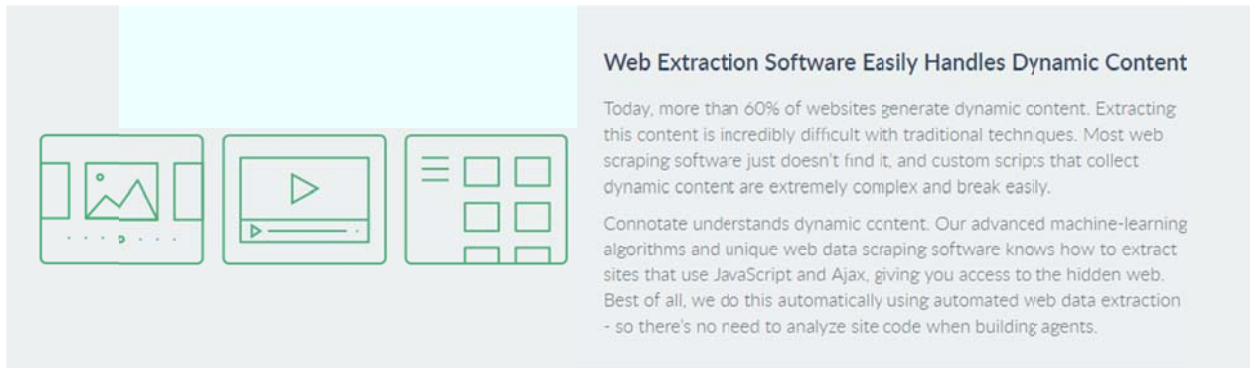 Web Extraction Software Easily Handles Dynamic Content
Today, more than 60% of websites generate dynamic content. Extracting
this content is incredibly difficult with traditional techniques. Most web
scraping software just doesn't find it, and custom scripts that collect
dynamic content are extremely complex and break easily.
Connotate understands dynamic content. Our advanced machine-learning
algorithms and unique web data scraping software knows how to extract
sites that use JavaScript and Ajax, giving you access to the hidden web.
Best of all, we do this automatically using automated web data extraction
- so there's no need to analyze site code when building agents.